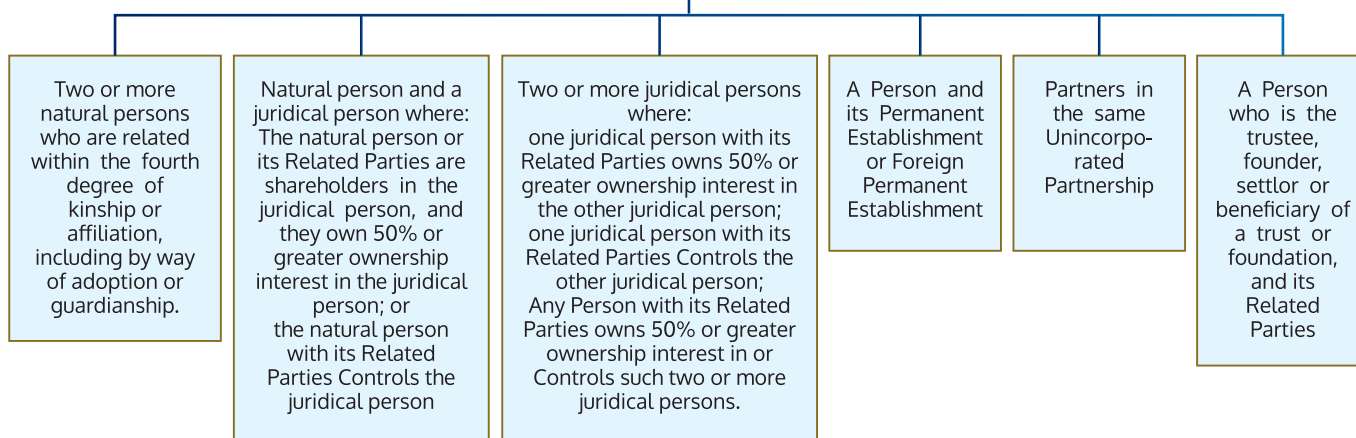 Two or more
natural persons
who are related
within the fourth
degree of
kinship or
affiliation,
including by way
of adoption or
guardianship.
Natural person and a
juridical person where:
The natural person or
its Related Parties are
shareholders in the
juridical person, and
they own 50% or
greater ownership
interest in the juridical
person; or
the natural person
with its Related
Parties Controls the
juridical person
Two or more juridical persons
where:
one juridical person with its
Related Parties owns 50% or
greater ownership interest in
the other juridical person;
one juridical person with its
Related Parties Controls the
other juridical person;
Any Person with its Related
Parties owns 50% or greater
ownership interest in or
Controls such two or more
juridical persons.
A Person and
its Permanent
Establishment
or Foreign
Permanent
Establishment
Partners in
the same
Unincorpo-
rated
Partnership
A Person
who is the
trustee,
founder,
settlor or
beneficiary of
a trust or
foundation,
and its
Related
Parties